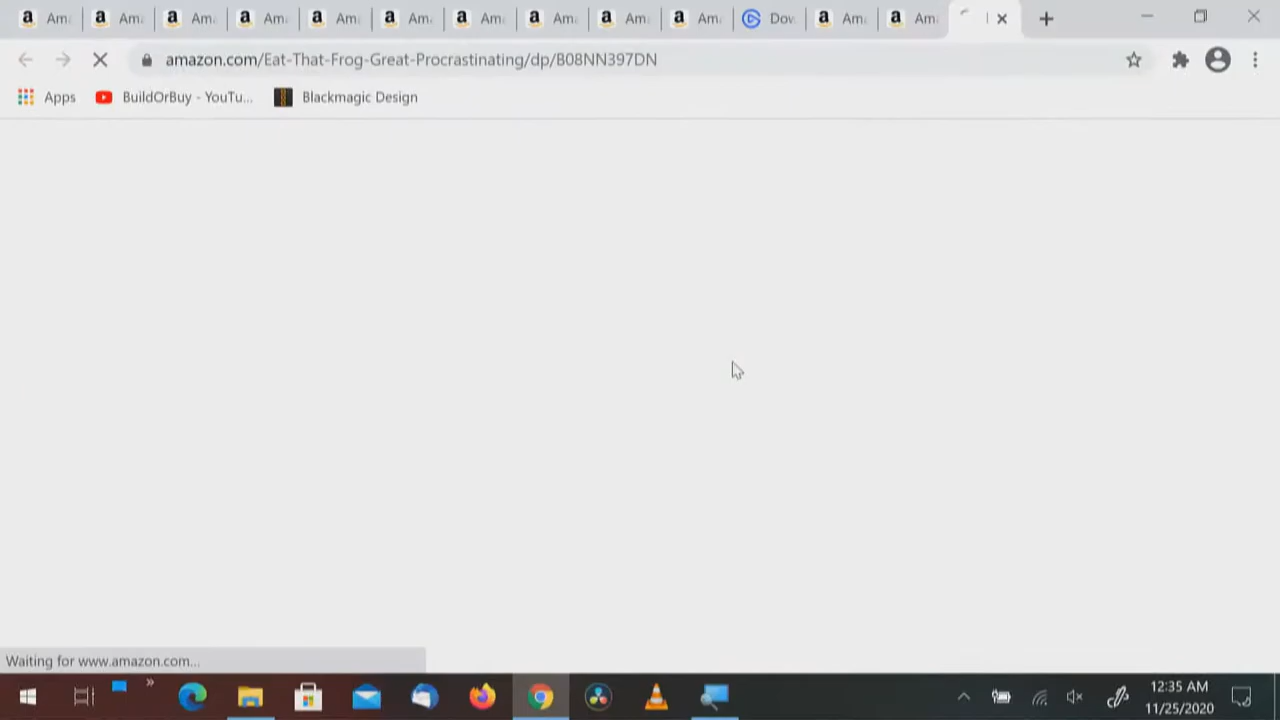 Am
Am
Am
Am
Am
Am
Am
Am
Am
Am
Dov
Am
Am
amazon.com/Eat-That-Frog-Great-Procrastinating/dp/B08NN397DN
Apps
BuildOrBuy - YouTu...
Blackmagic Design
Waiting for www.amazon.com...
12:35 AM
11/25/2020